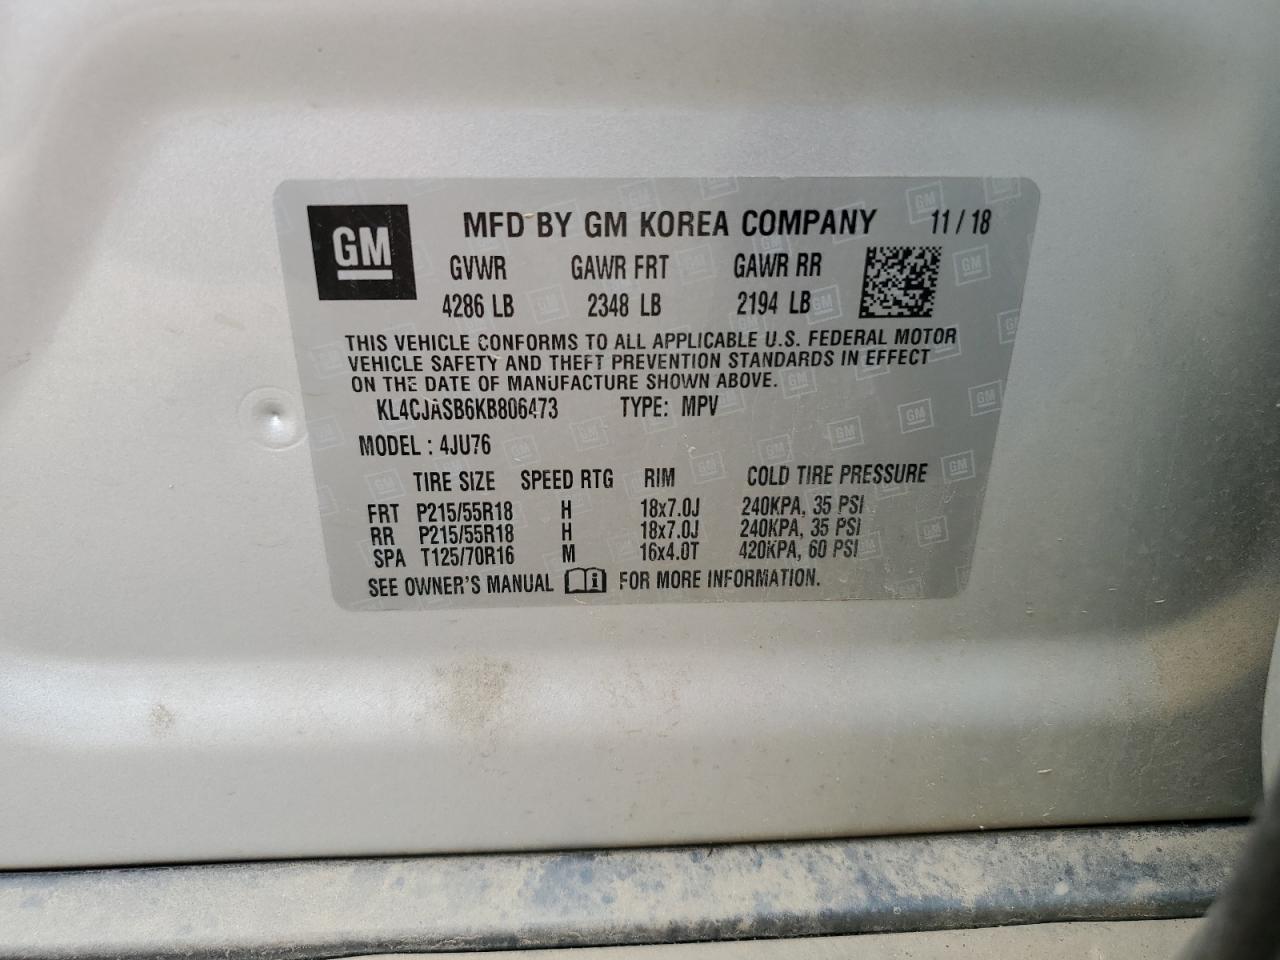 GM
MFD BY GM KOREA COMPANY 11 / 18
GVWR GAWR FRT GAWR RR
4286 LB 2348 LB 2194 LB
THIS VEHICLE CONFORMS TO ALL APPLICABLE U.S. FEDERAL MOTOR
VEHICLE SAFETY AND THEFT PREVENTION STANDARDS IN EFFECT
ON THE DATE OF MANUFACTURE SHOWN ABOVE.
KL4CJASB6KB806473 TYPE: MPV
MODEL : 4JU76
TIRE SIZE SPEED RTG RIM COLD TIRE PRESSURE
FRT P215/55R18 H 18x7.0J 240KPA, 35 PSI
RR P215/55R18 H 18x7.0J 240KPA, 35 PSI
SPA T125/70R16 M 16x4.0T 420KPA, 60 PSI
SEE OWNER'S MANUAL i FOR MORE INFORMATION.